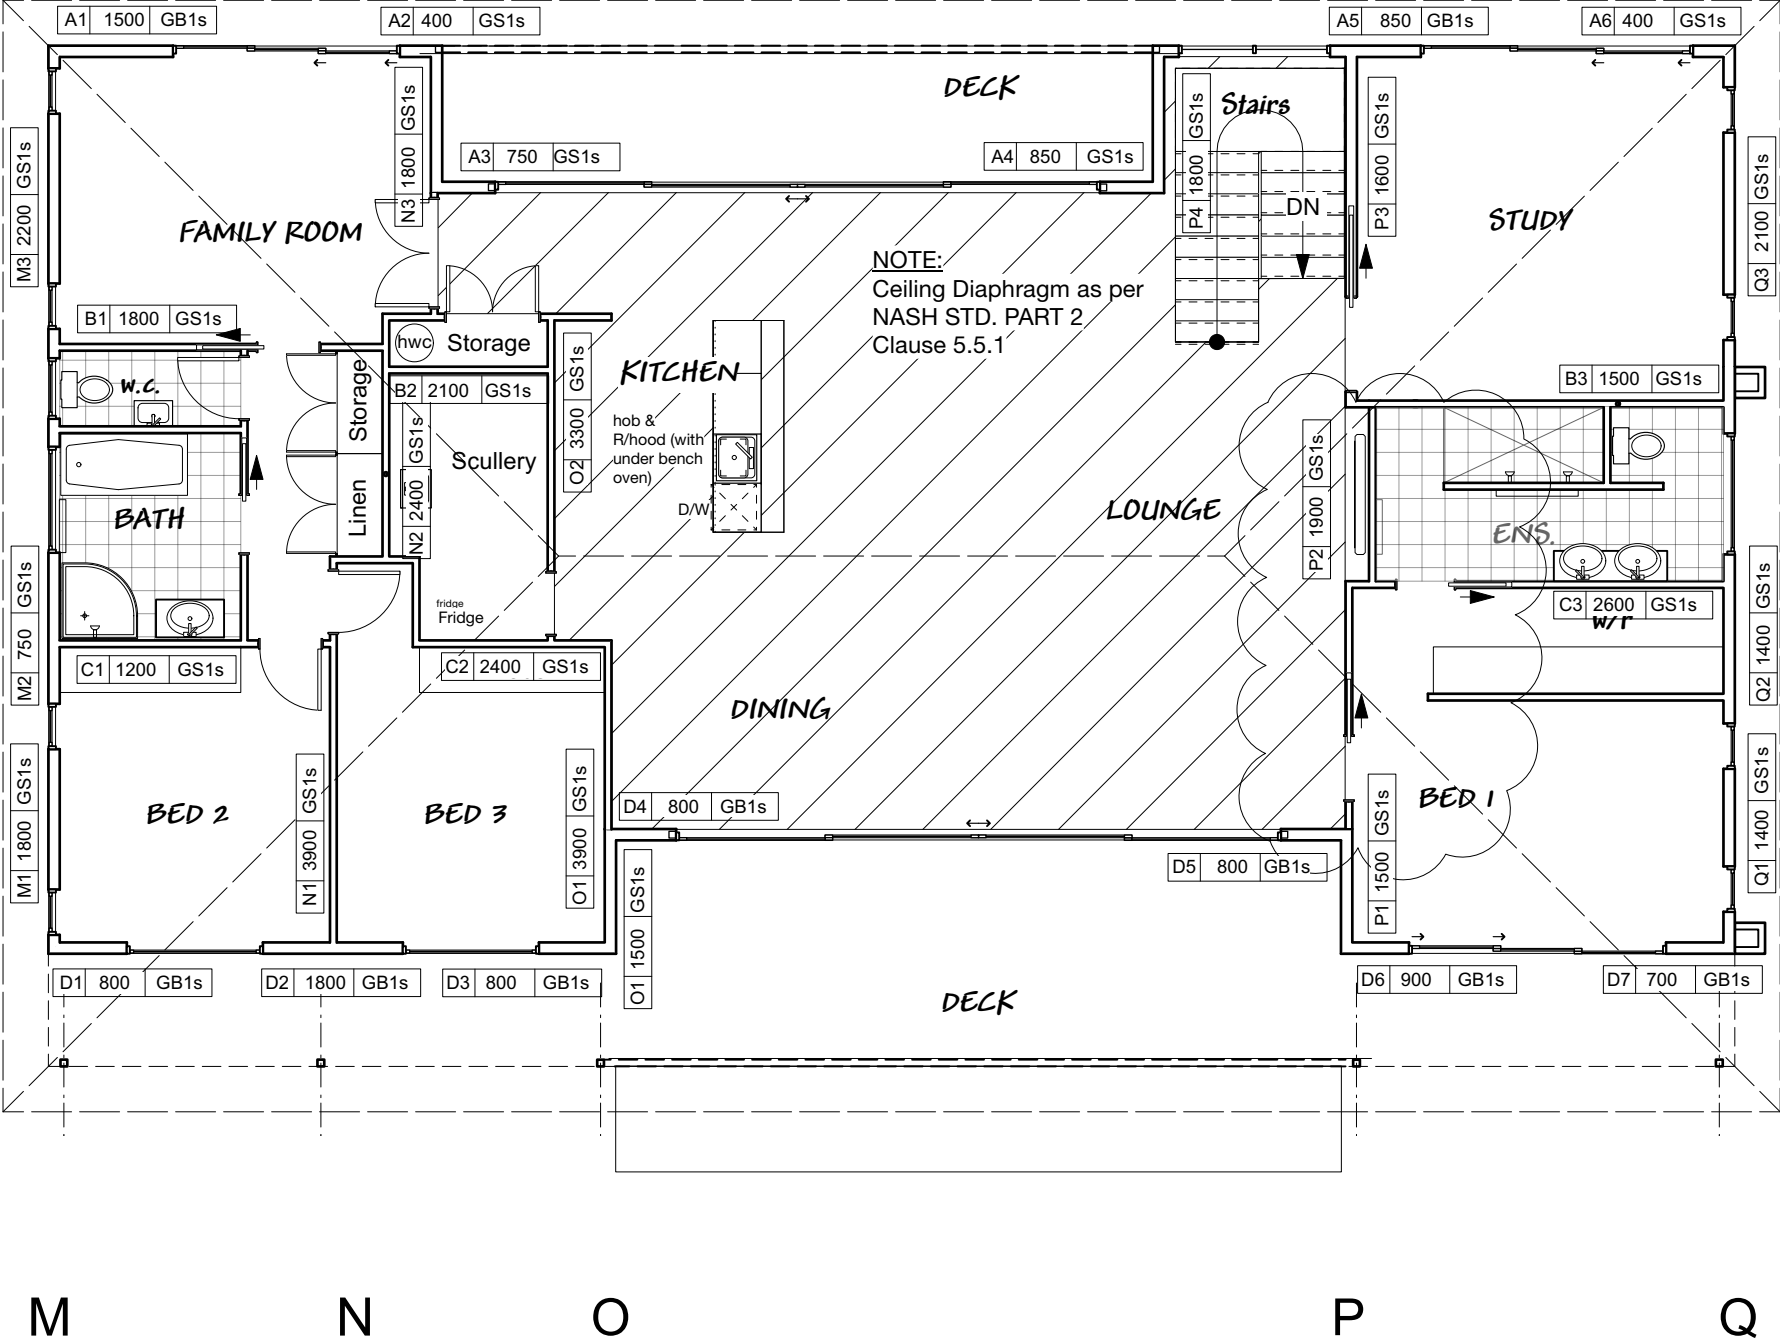 A1 1500 GB1s
A2 400 GS1s
A5 850 GB1s
A6 400 GS1s
DECK
Stairs
N3 1800 GS1s
P4 1800 GS1s
P3 1600 GS1s
A3 750 GS1s
A4 850 GS1s
M3 2200 GS1s
Q3 2100 GS1s
FAMILY ROOM
DN
STUDY
NOTE:
Ceiling Diaphragm as per
NASH STD. PART 2
Clause 5.5.1
B1 1800 GS1s
hwc
Storage
W.C.
Storage
B2 2100 GS1s
O2 3300 GS1s
KITCHEN
B3 1500 GS1s
hob &
R/hood (with
under bench
oven)
N2 2400 GS1s
Scullery
D/W
LOUNGE
P2 1900 GS1s
BATH
Linen
ENS.
fridge
Fridge
M2 750 GS1s
Q2 1400 GS1s
C3 2600 GS1s
W/r
C1 1200 GS1s
C2 2400 GS1s
DINING
M1 1800 GS1s
BED 2
N1 3900 GS1s
BED 3
O1 3900 GS1s
D4 800 GB1s
BED 1
Q1 1400 GS1s
D5 800 GB1s
P1 1500 GS1s
O1 1500 GS1s
D1 800 GB1s
D2 1800 GB1s
D3 800 GB1s
D6 900 GB1s
D7 700 GB1s
DECK
M N O P Q